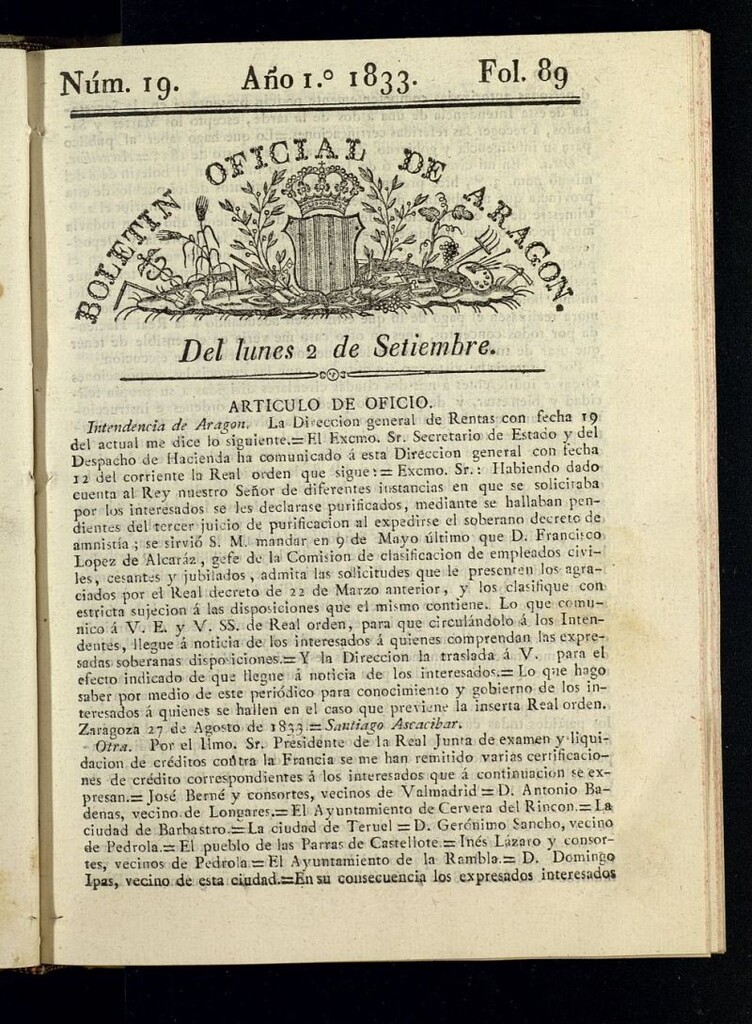 Núm. 19. Año 1.º 1833. Fol. 89
BOLETIN OFICIAL DE ARAGON.
Del lunes 2 de Setiembre.
ARTICULO DE OFICIO.
Intendencia de Aragon. La Direccion general de Rentas con fecha 19
del actual me dice lo siguiente.=El Excmo. Sr. Secretario de Estado y del
Despacho de Hacienda ha comunicado á esta Direccion general con fecha
12 del corriente la Real orden que sigue:= Excmo. Sr.: Habiendo dado
cuenta al Rey nuestro Señor de diferentes instancias en que se solicitaba
por los interesados se les declarase purificados, mediante se hallaban pen-
dientes del tercer juicio de purificacion al expedirse el soberano decreto de
amnistía; se sirvió S. M. mandar en 9 de Mayo último que D. Francisco
Lopez de Alcaráz, gefe de la Comision de clasificacion de empleados civi-
les, cesantes y jubilados, admita las solicitudes que le presenten los agra-
ciados por el Real decreto de 22 de Marzo anterior, y los clasifique con
estricta sujecion á las disposiciones que el mismo contiene. Lo que comu-
nico á V. E. y V. SS. de Real orden, para que circulándolo á los Inten-
dentes, llegue á noticia de los interesados á quienes comprendan las expre-
sadas soberanas disposiciones.=Y la Direccion la traslada á V. para el
efecto indicado de que llegue á noticia de los interesados.= Lo que hago
saber por medio de este periódico para conocimiento y gobierno de los in-
teresados á quienes se hallen en el caso que previene la inserta Real orden.
Zaragoza 27 de Agosto de 1833.=Santiago Ascacibar.
Otra. Por el Ilmo. Sr. Presidente de la Real Junta de examen y liqui-
dacion de créditos contra la Francia se me han remitido varias certificacio-
nes de crédito correspondientes á los interesados que á continuacion se ex-
presan.= José Berné y consortes, vecinos de Valmadrid = D. Antonio Ba-
denas, vecino de Longares.= El Ayuntamiento de Cervera del Rincon.= La
ciudad de Barbastro.= La ciudad de Teruel = D. Gerónimo Sancho, vecino
de Pedrola.= El pueblo de las Parras de Castellote.= Inés Lázaro y consor-
tes, vecinos de Pedrola.= El Ayuntamiento de la Rambla.= D. Domingo
Ipas, vecino de esta ciudad.=En su consecuencia los expresados interesados